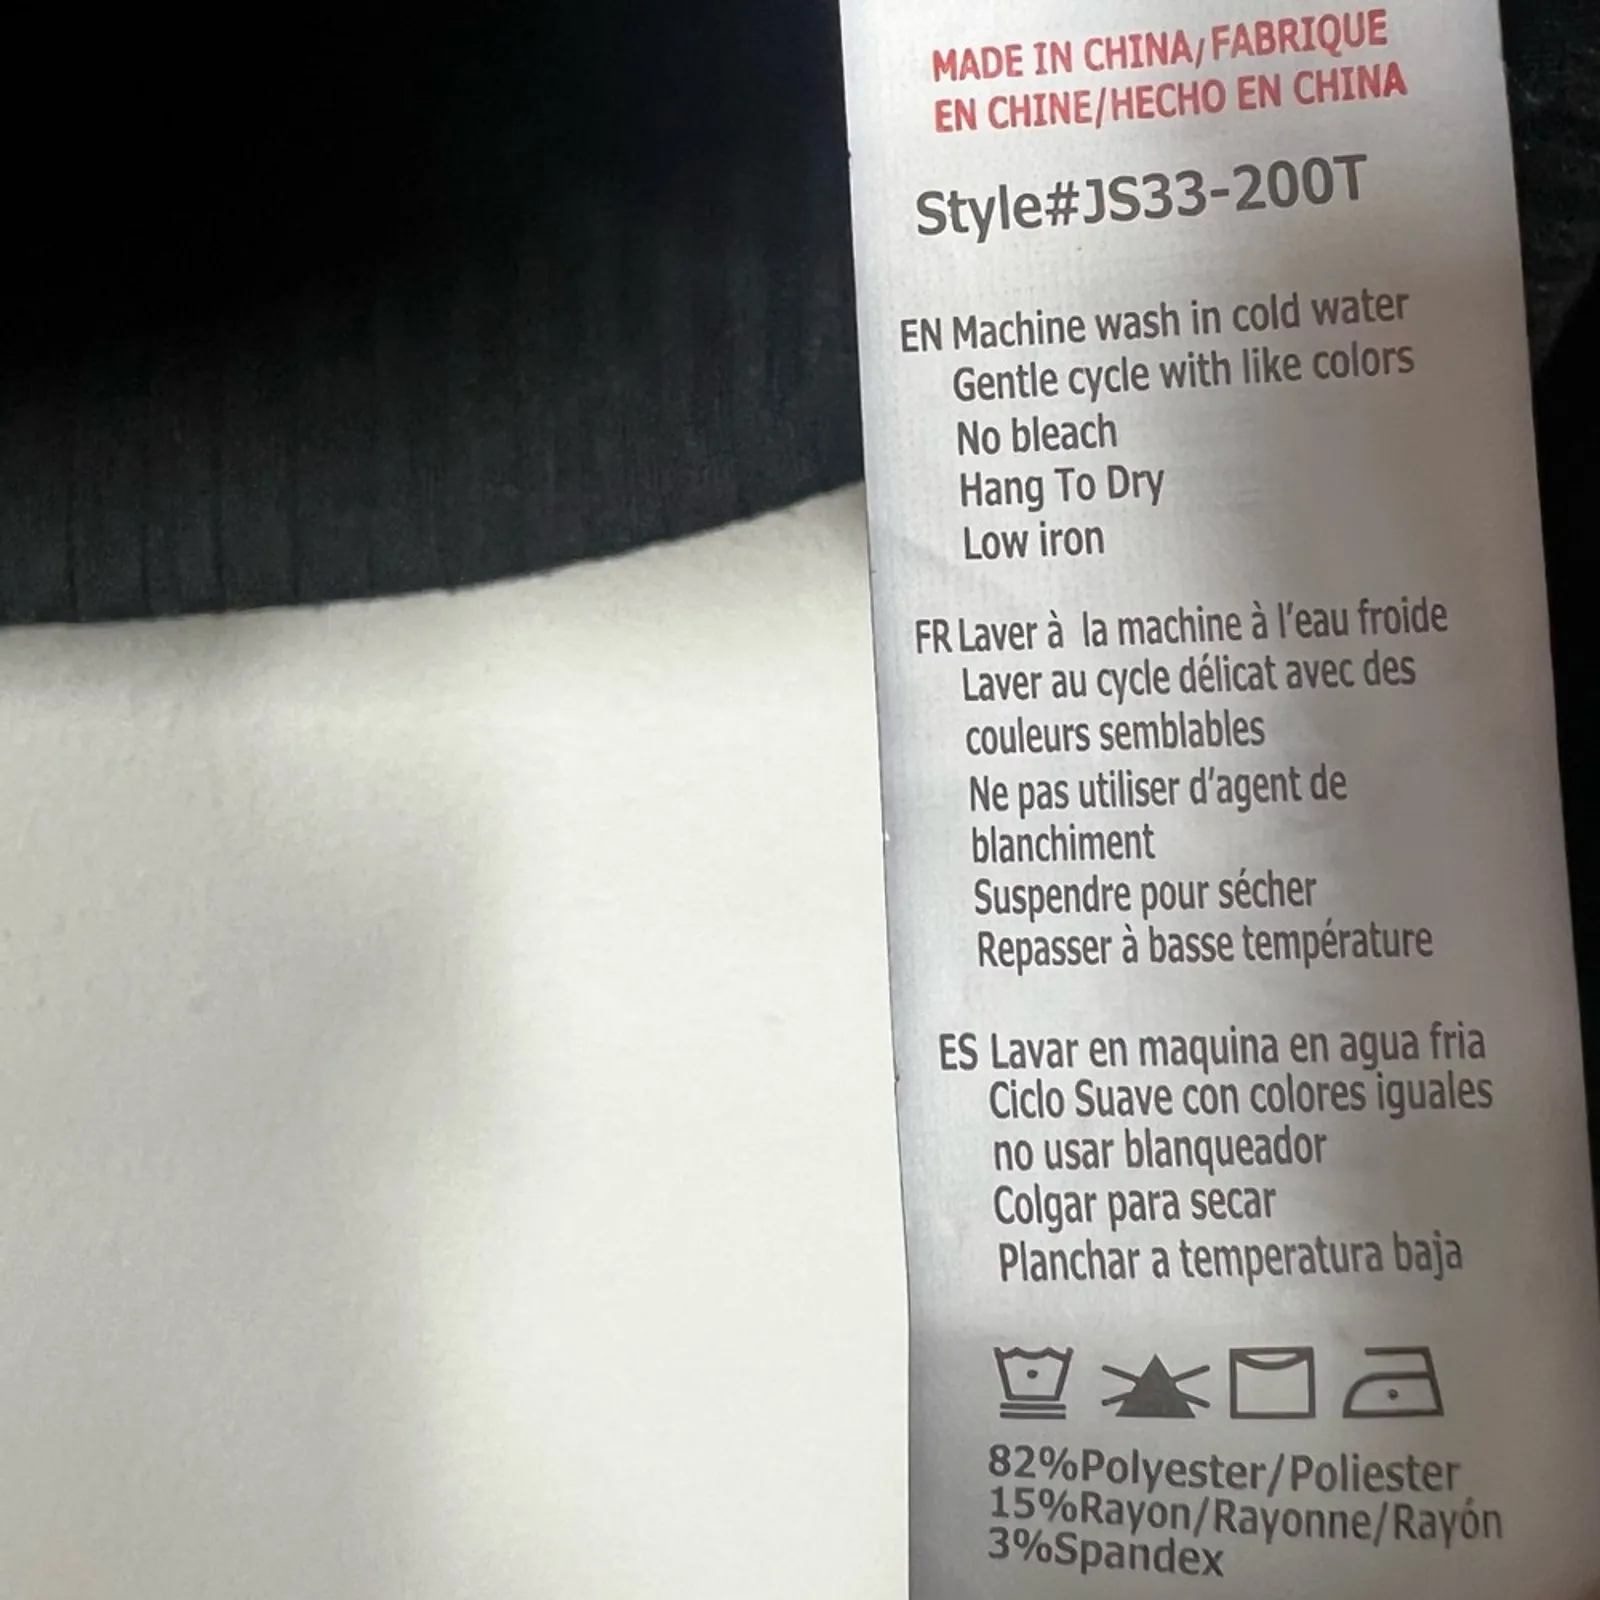 MADE IN CHINA/FABRIQUE
EN CHINE/HECHO EN CHINA
Style#JS33-200T
EN Machine wash in cold water
Gentle cycle with like colors
No bleach
Hang To Dry
Low iron
FR Laver à la machine à l'eau froide
Laver au cycle délicat avec des
couleurs semblables
Ne pas utiliser d'agent de
blanchiment
Suspendre pour sécher
Repasser à basse température
ES Lavar en maquina en agua fria
Ciclo Suave con colores iguales
no usar blanqueador
Colgar para secar
Planchar a temperatura baja
82%Polyester/Poliester
15%Rayon/Rayonne/Rayón
3%Spandex